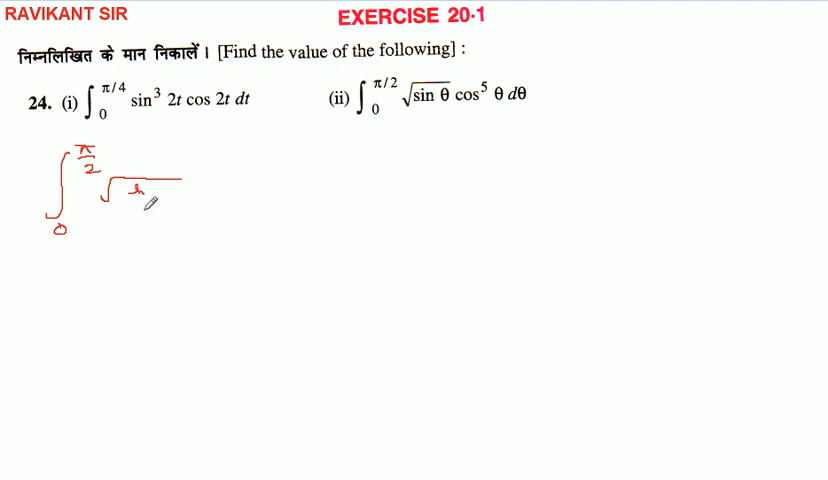 RAVIKANT SIR
EXERCISE 20·1
निम्नलिखित के मान निकालें। [Find the value of the following] :
24. (i) ∫₀^{π/4} sin³ 2t cos 2t dt (ii) ∫₀^{π/2} √(sin θ) cos⁵ θ dθ
∫₀^{π/2} √